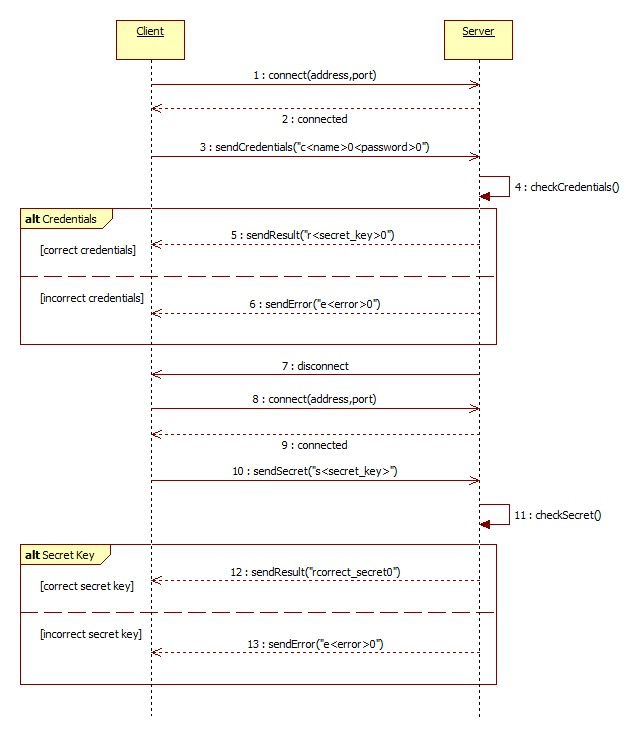 Client
Server
1 : connect(address,port)
2 : connected
3 : sendCredentials("c<name>0<password>0")
4 : checkCredentials()
alt Credentials
5 : sendResult("r<secret_key>0")
[correct credentials]
[incorrect credentials]
6 : sendError("e<error>0")
7 : disconnect
8 : connect(address,port)
9 : connected
10 : sendSecret("s<secret_key>")
11 : checkSecret()
alt Secret Key
12 : sendResult("rcorrect_secret0")
[correct secret key]
[incorrect secret key]
13 : sendError("e<error>0")